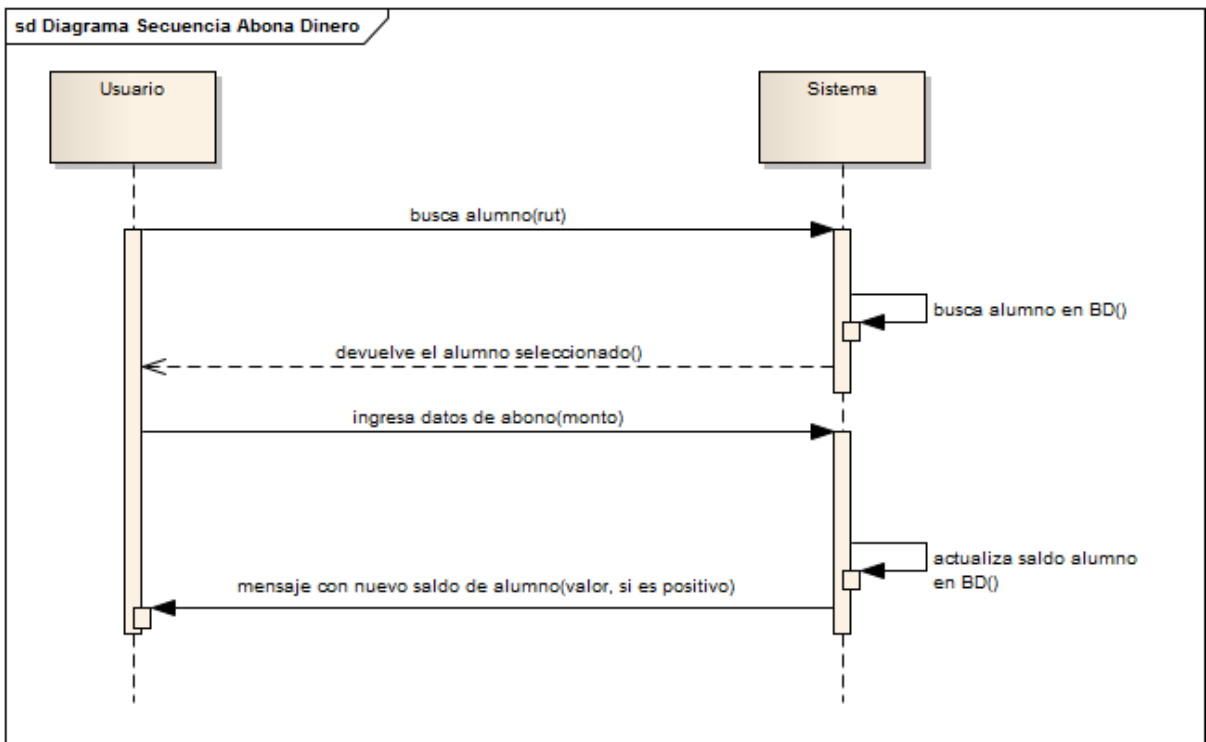 sd Diagrama Secuencia Abona Dinero
Usuario
Sistema
busca alumno(rut)
busca alumno en BD()
devuelve el alumno seleccionado()
ingresa datos de abono(monto)
actualiza saldo alumno
en BD()
mensaje con nuevo saldo de alumno(valor, si es positivo)